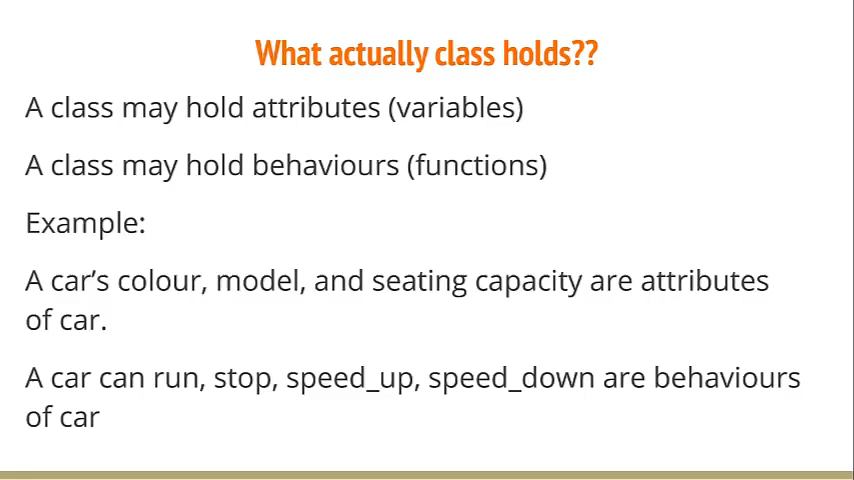 What actually class holds??
A class may hold attributes (variables)
A class may hold behaviours (functions)
Example:
A car’s colour, model, and seating capacity are attributes
of car.
A car can run, stop, speed_up, speed_down are behaviours
of car